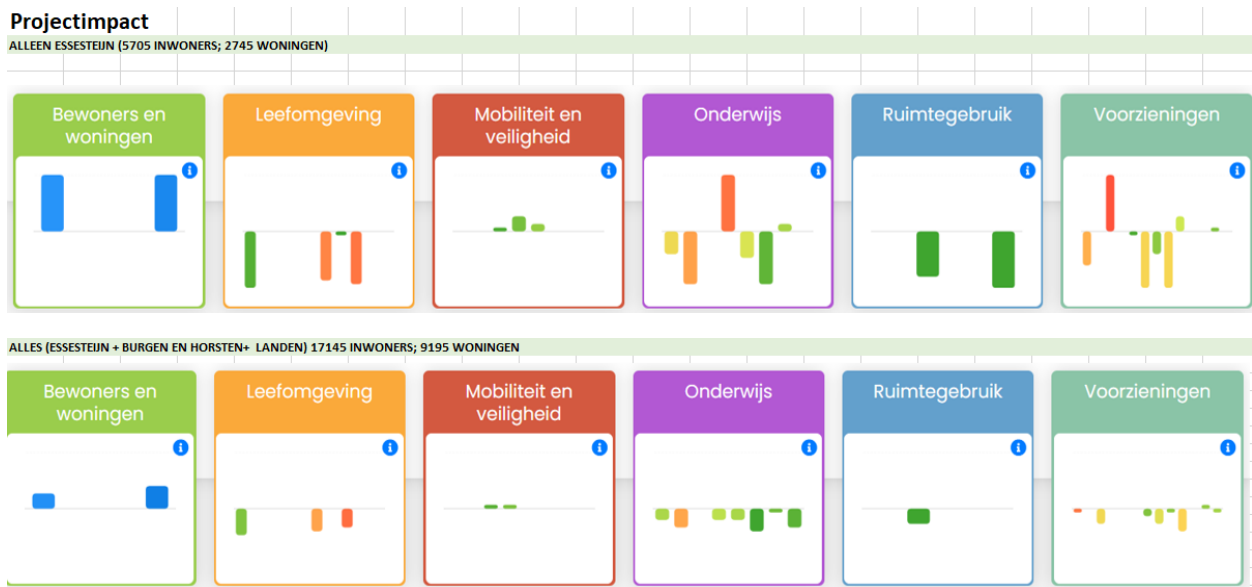 Projectimpact
ALLEEN ESSESTEIJN (5705 INWONERS; 2745 WONINGEN)
Bewoners en
woningen
Leefomgeving
Mobiliteit en
veiligheid
Onderwijs
Ruimtegebruik
Voorzieningen
ALLES (ESSESTEIJN + BURGEN EN HORSTEN+ LANDEN) 17145 INWONERS; 9195 WONINGEN
Bewoners en
woningen
Leefomgeving
Mobiliteit en
veiligheid
Onderwijs
Ruimtegebruik
Voorzieningen